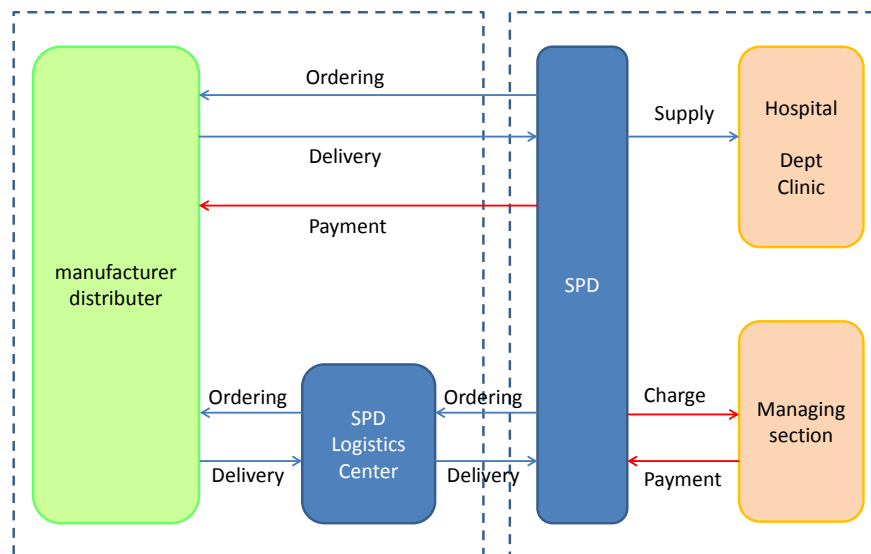 Ordering
Delivery
Payment
manufacturer
distributer
Ordering
Delivery
SPD
Logistics
Center
Ordering
Delivery
SPD
Supply
Hospital
Dept
Clinic
Charge
Payment
Managing
section